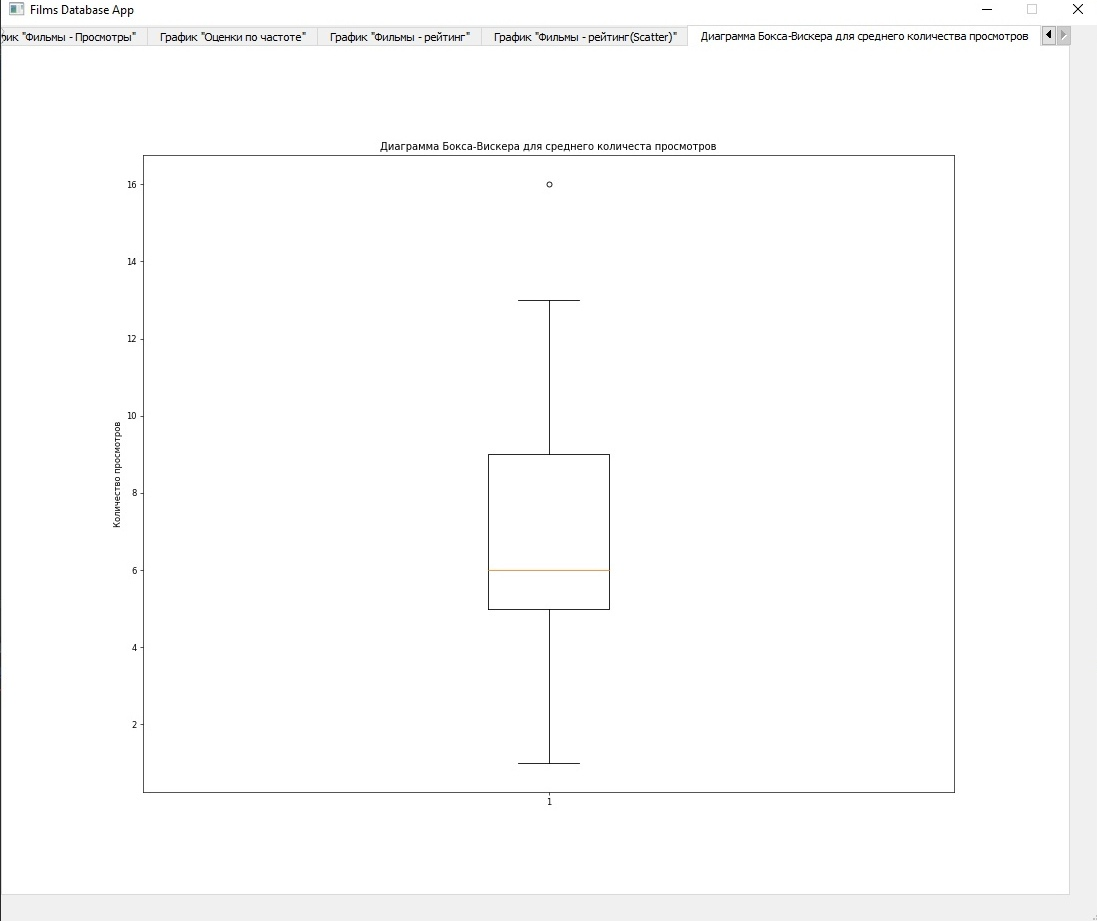 Films Database App
"Фильмы - Просмотры" График "Оценки по частоте" График "Фильмы - рейтинг" График "Фильмы - рейтинг(Scatter)" Диаграмма Бокса-Вискера для среднего количества просмотров
Диаграмма Бокса-Вискера для среднего количеста просмотров
16
14
12
10
8
6
4
2
Количество просмотров
1